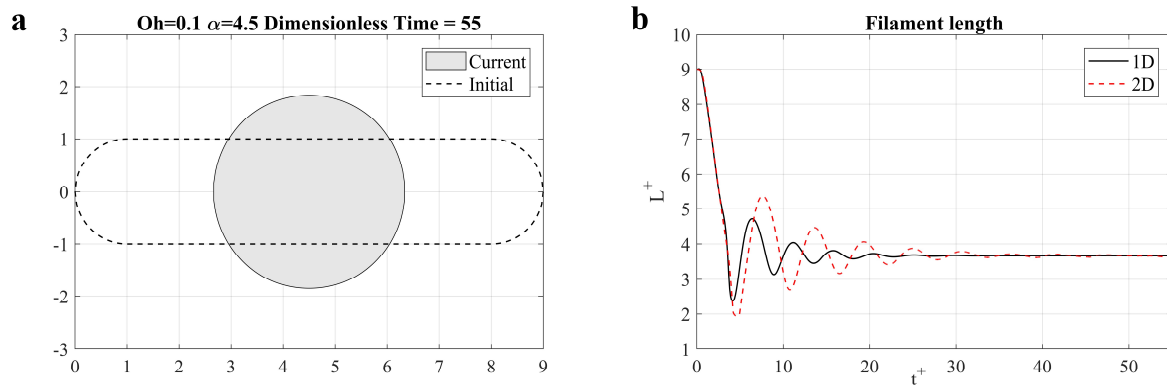 a
Oh=0.1 α=4.5 Dimensionless Time = 55
3
2
1
0
-1
-2
-3
0 1 2 3 4 5 6 7 8 9
Current
Initial
b
Filament length
10
9
8
7
6
5
4
3
2
1
L⁺
0 10 20 30 40 50
t⁺
1D
2D